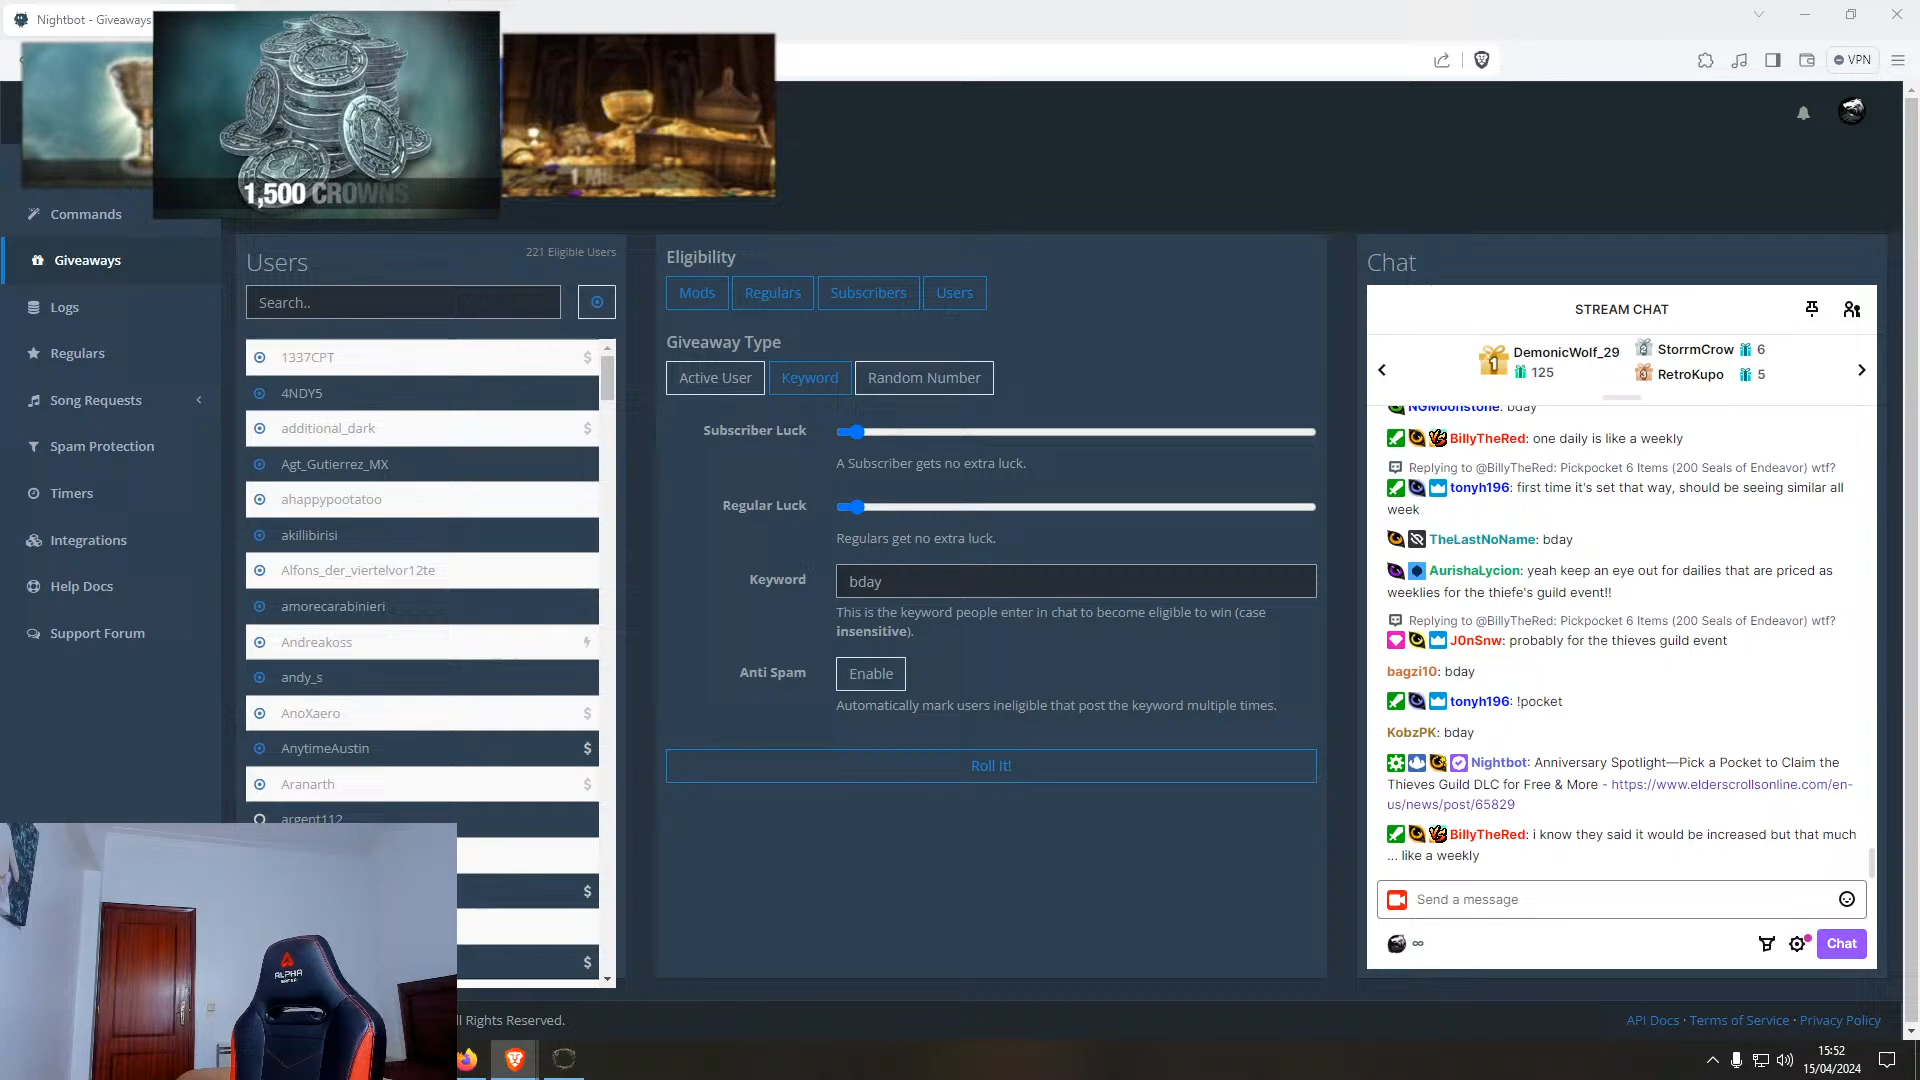 Nightbot - Giveaways
VPN
1,500 CROWNS
Commands
Giveaways
Logs
Regulars
Song Requests
Spam Protection
Timers
Integrations
Help Docs
Support Forum
Users
221 Eligible Users
Search..
1337CPT
$
4NDY5
additional_dark
$
Agt_Gutierrez_MX
ahappypootatoo
akillibirisi
Alfons_der_viertelvor12te
amorecarabinieri
Andreakoss
andy_s
AnoXaero
$
AnytimeAustin
$
Aranarth
$
argent112
$
$
Eligibility
Mods
Regulars
Subscribers
Users
Giveaway Type
Active User
Keyword
Random Number
Subscriber Luck
A Subscriber gets no extra luck.
Regular Luck
Regulars get no extra luck.
Keyword
bday
This is the keyword people enter in chat to become eligible to win (case
insensitive).
Anti Spam
Enable
Automatically mark users ineligible that post the keyword multiple times.
Roll It!
Chat
STREAM CHAT
1
DemonicWolf_29
125
2
StorrmCrow
6
3
RetroKupo
5
NGMoonstone: bday
BillyTheRed: one daily is like a weekly
Replying to @BillyTheRed: Pickpocket 6 Items (200 Seals of Endeavor) wtf?
tonyh196: first time it's set that way, should be seeing similar all
week
TheLastNoName: bday
AurishaLycion: yeah keep an eye out for dailies that are priced as
weeklies for the thiefe's guild event!!
Replying to @BillyTheRed: Pickpocket 6 Items (200 Seals of Endeavor) wtf?
J0nSnw: probably for the thieves guild event
bagzi10: bday
tonyh196: !pocket
KobzPK: bday
Nightbot: Anniversary Spotlight—Pick a Pocket to Claim the
Thieves Guild DLC for Free & More - https://www.elderscrollsonline.com/en-
us/news/post/65829
BillyTheRed: i know they said it would be increased but that much
... like a weekly
Send a message
∞
Chat
ALPHA
ll Rights Reserved.
API Docs · Terms of Service · Privacy Policy
15:52
15/04/2024